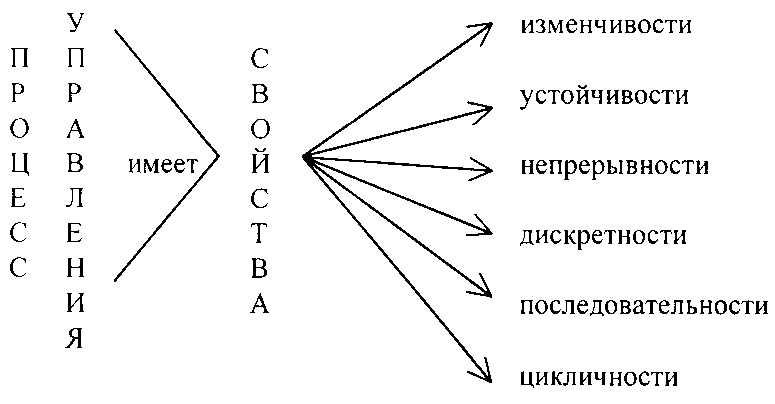 ПРОЦЕСС
УПРАВЛЕНИЯ
имеет
СВОЙСТВА
изменчивости
устойчивости
непрерывности
дискретности
последовательности
цикличности